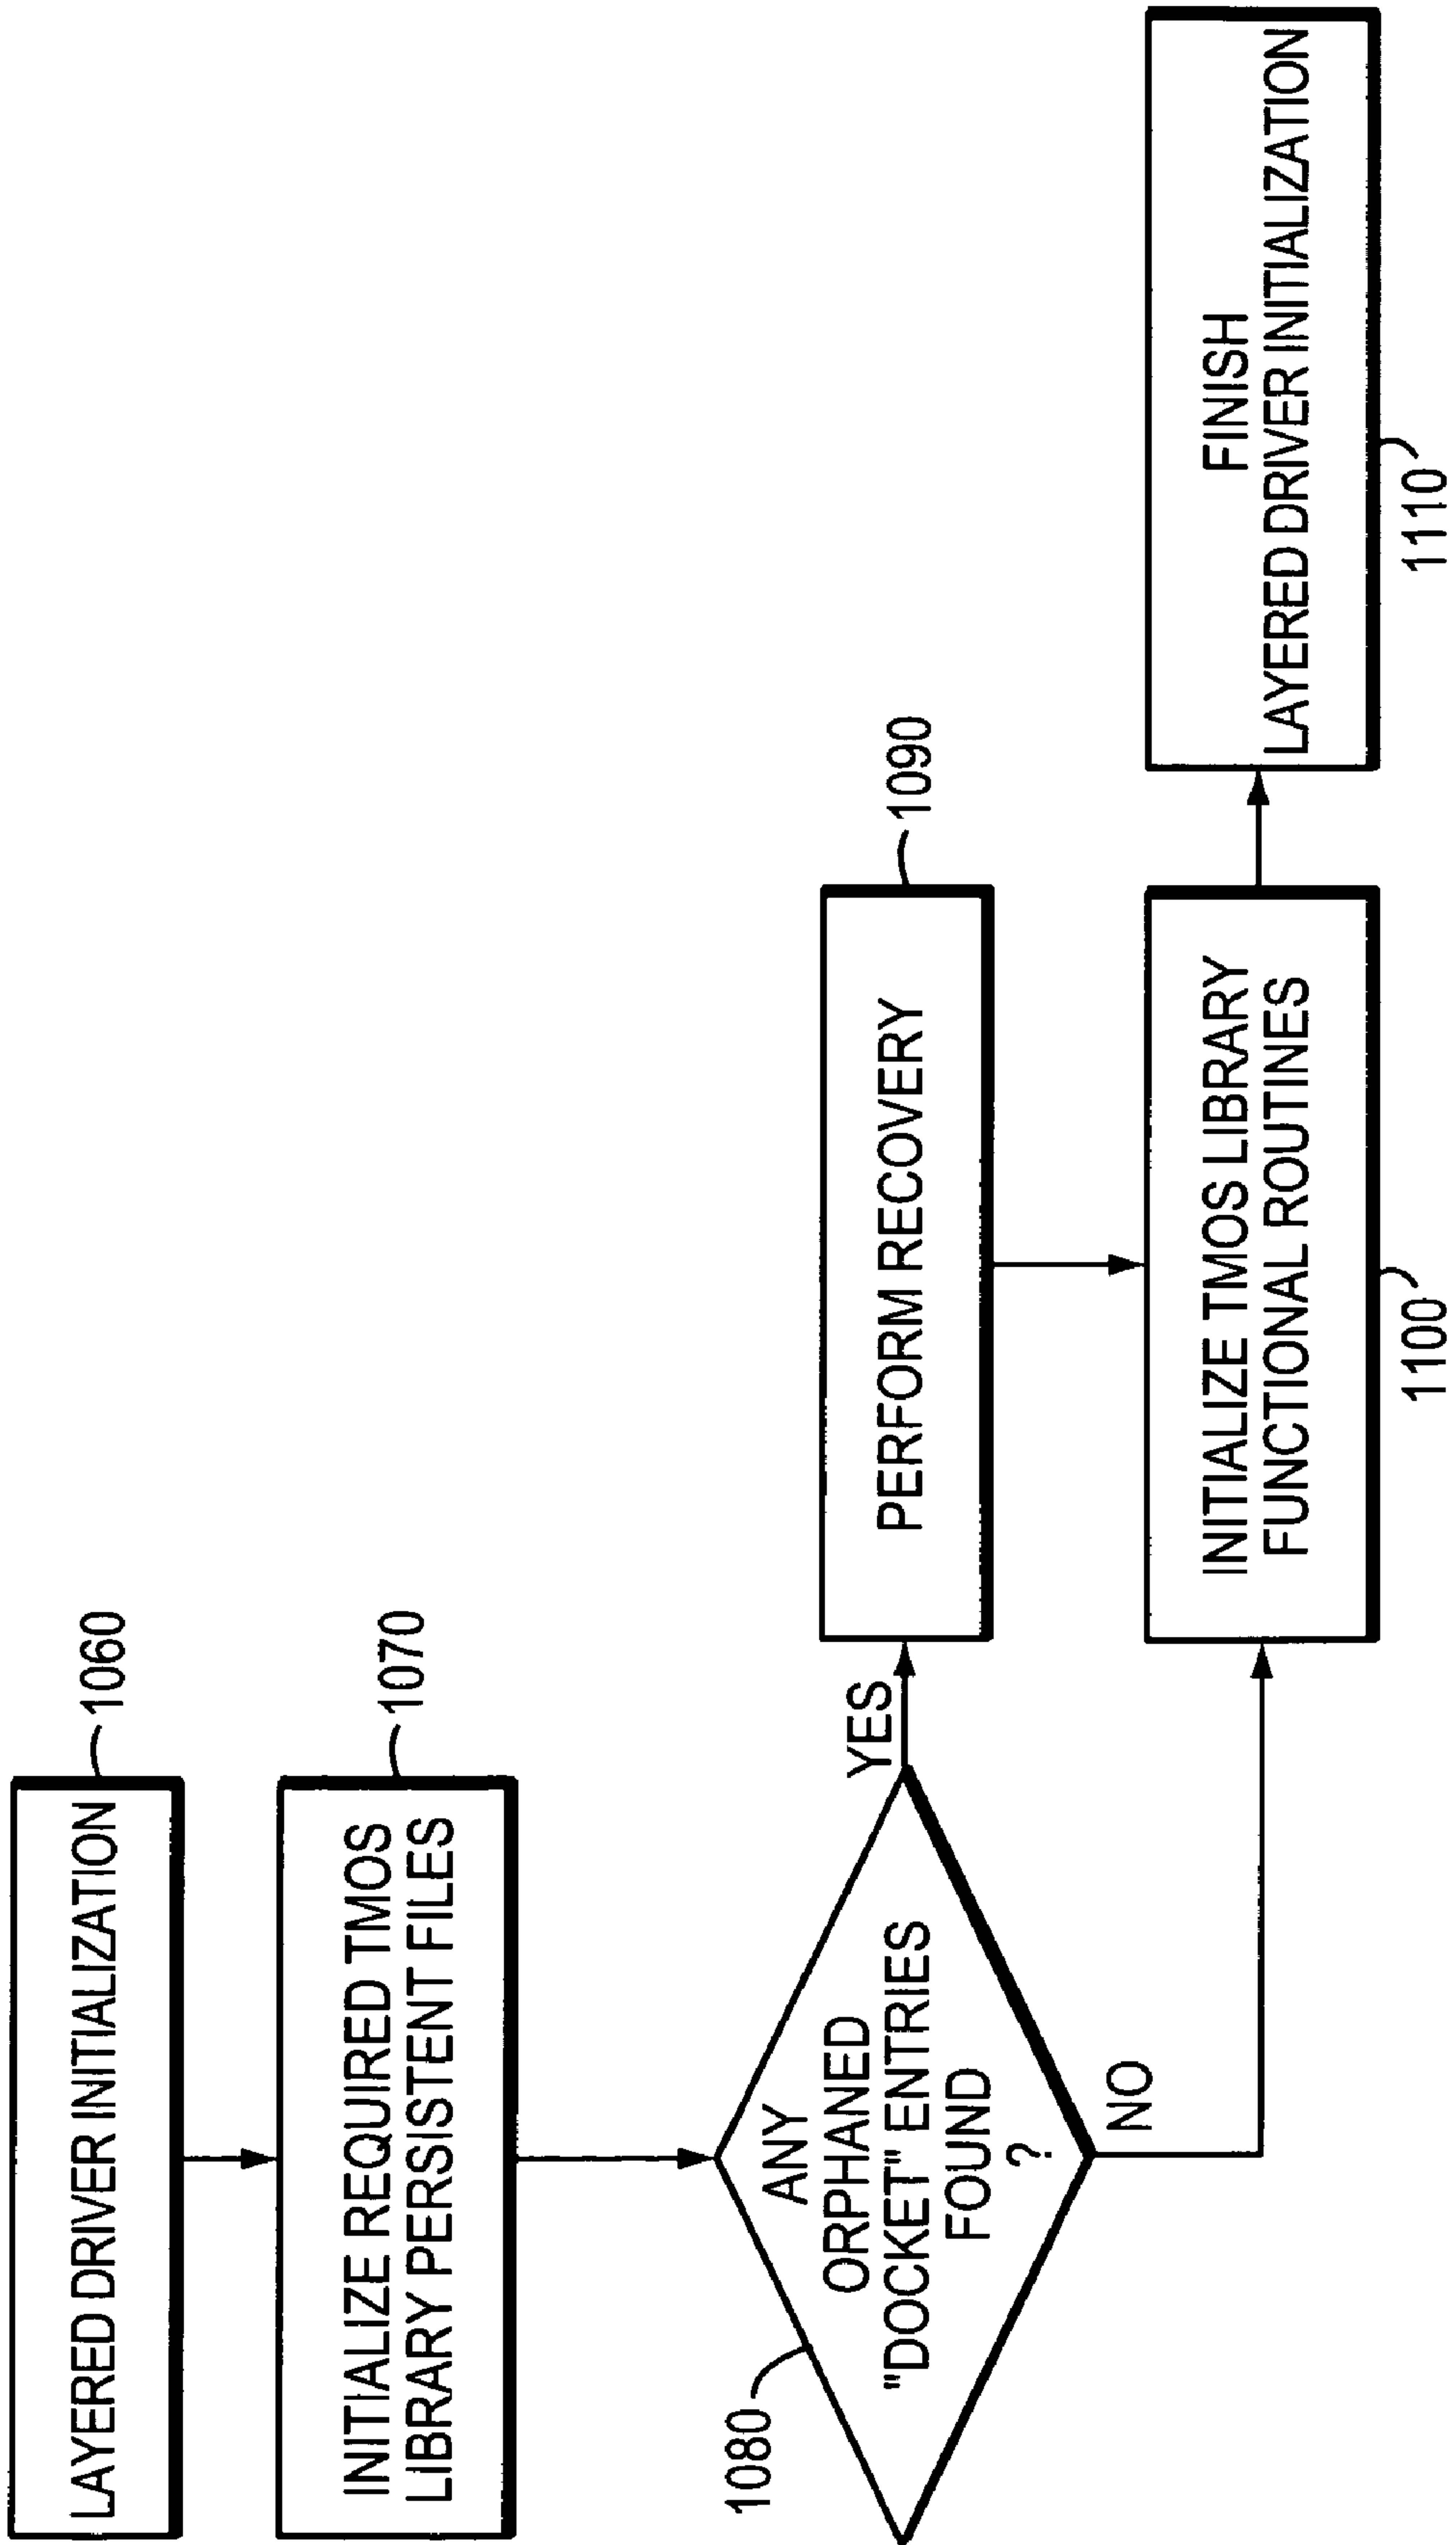 LAYERED DRIVER INITIALIZATION
1060
INITIALIZE REQUIRED TMOS
LIBRARY PERSISTENT FILES
1070
ANY
ORPHANED
"DOCKET" ENTRIES
FOUND
?
1080
YES
NO
PERFORM RECOVERY
1090
INITIALIZE TMOS LIBRARY
FUNCTIONAL ROUTINES
1100
FINISH
LAYERED DRIVER INITIALIZATION
1110